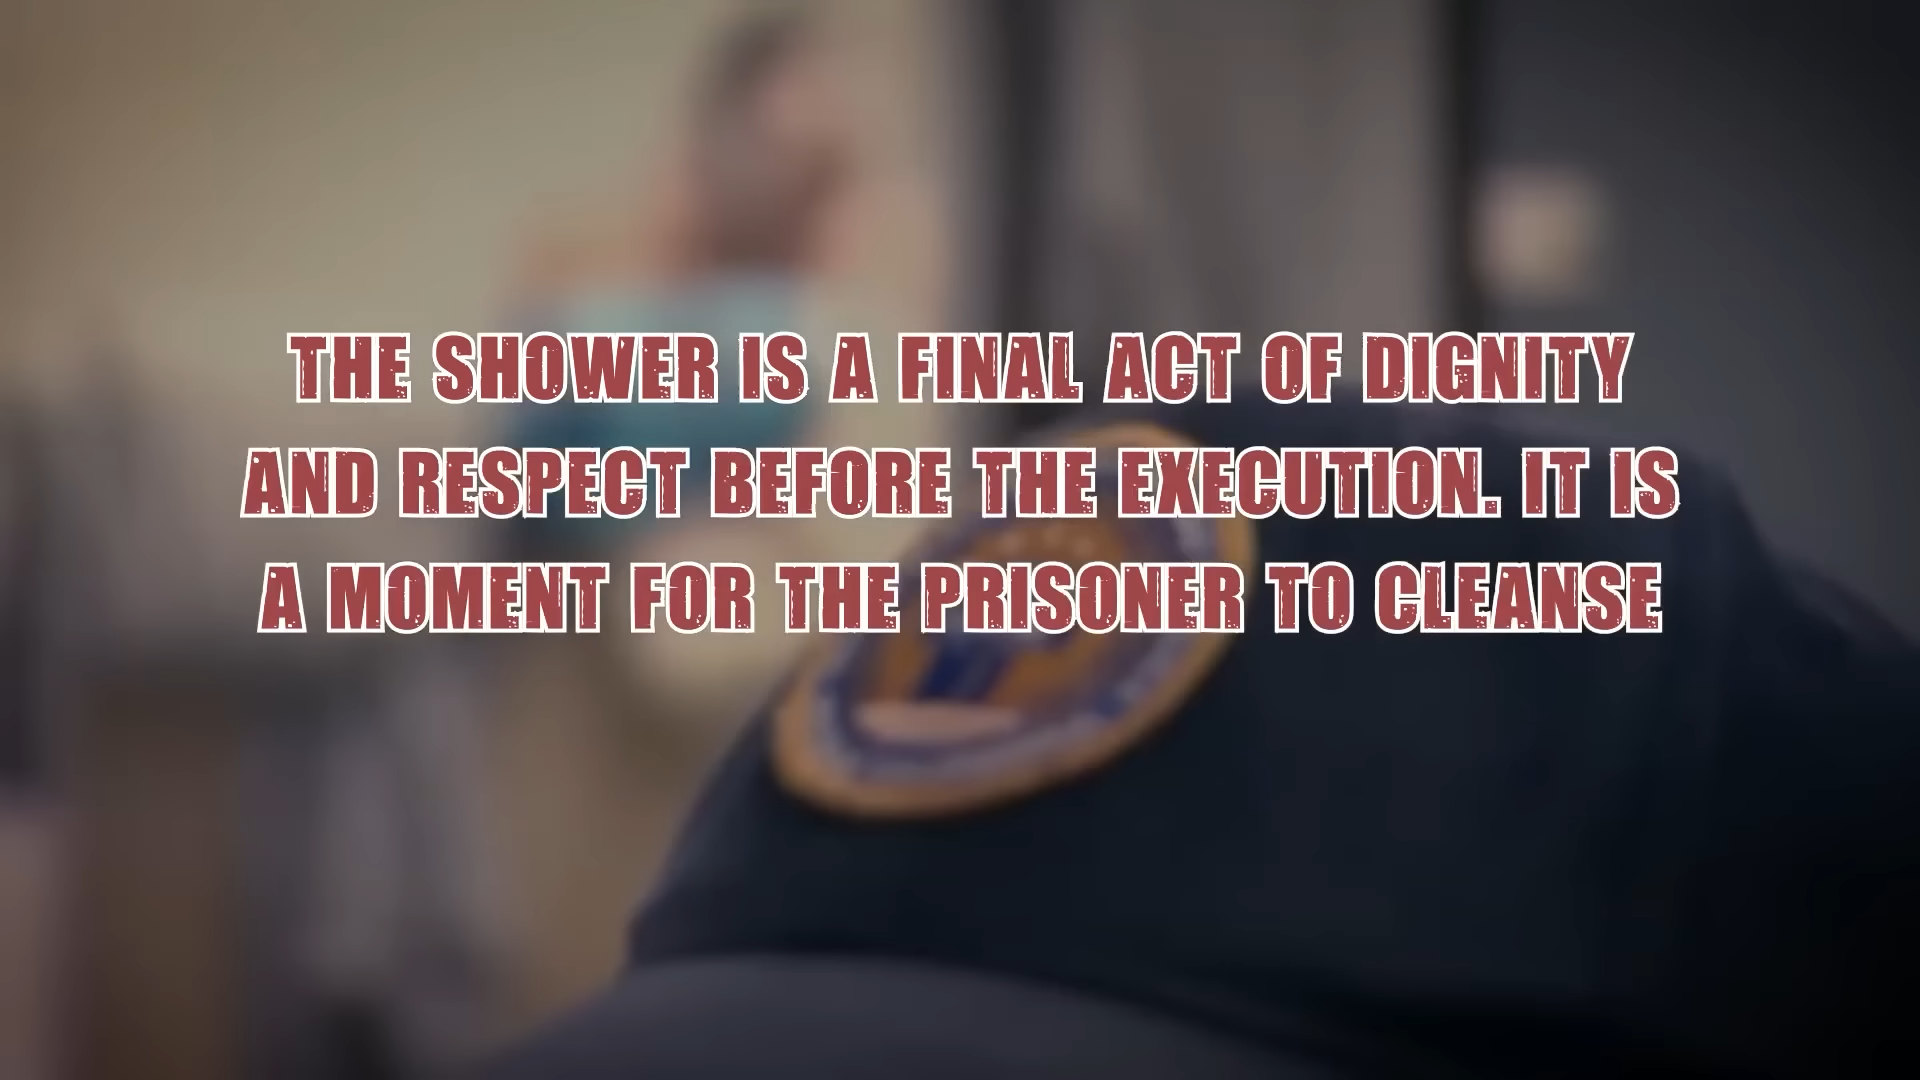 THE SHOWER IS A FINAL ACT OF DIGNITY
AND RESPECT BEFORE THE EXECUTION. IT IS
A MOMENT FOR THE PRISONER TO CLEANSE